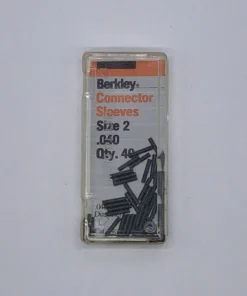 Berkley®
Connector
Sleeves
Size 2
.040
Qty. 40